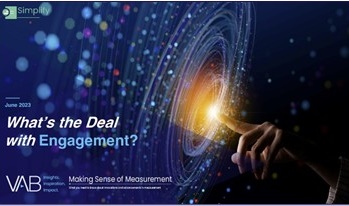 Simplify
June 2023
What's the Deal
with Engagement?
VAB
Insights.
Inspiration.
Impact.
Making Sense of Measurement